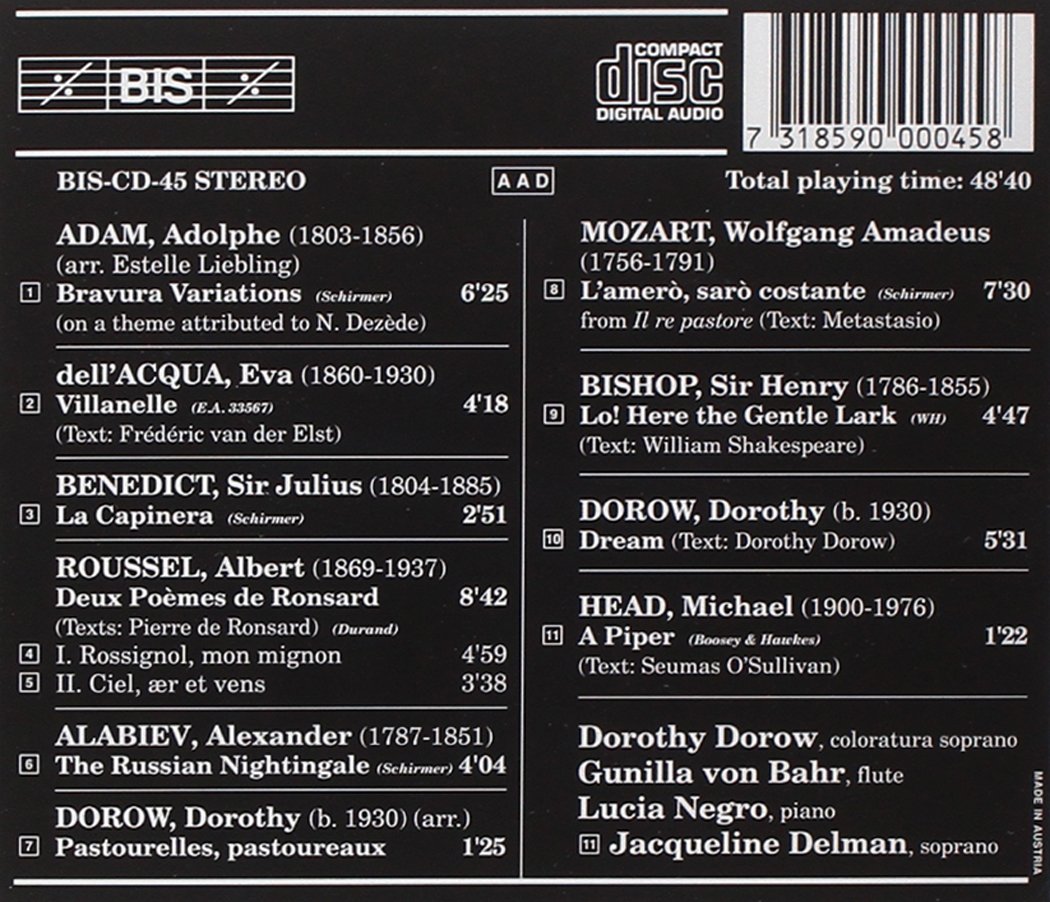 BIS
COMPACT
disc
DIGITAL AUDIO
7 318590 000458
BIS-CD-45 STEREO
AAD
Total playing time: 48'40
ADAM, Adolphe (1803-1856)
(arr. Estelle Liebling)
1 Bravura Variations (Schirmer) 6'25
(on a theme attributed to N. Dezède)
dell'ACQUA, Eva (1860-1930)
2 Villanelle (E.A. 33567) 4'18
(Text: Frédéric van der Elst)
BENEDICT, Sir Julius (1804-1885)
3 La Capinera (Schirmer) 2'51
ROUSSEL, Albert (1869-1937)
Deux Poèmes de Ronsard 8'42
(Texts: Pierre de Ronsard) (Durand)
4 I. Rossignol, mon mignon 4'59
5 II. Ciel, ær et vens 3'38
ALABIEV, Alexander (1787-1851)
6 The Russian Nightingale (Schirmer) 4'04
DOROW, Dorothy (b. 1930) (arr.)
7 Pastourelles, pastoureaux 1'25
MOZART, Wolfgang Amadeus
(1756-1791)
8 L'amerò, sarò costante (Schirmer) 7'30
from Il re pastore (Text: Metastasio)
BISHOP, Sir Henry (1786-1855)
9 Lo! Here the Gentle Lark (WH) 4'47
(Text: William Shakespeare)
DOROW, Dorothy (b. 1930)
10 Dream (Text: Dorothy Dorow) 5'31
HEAD, Michael (1900-1976)
11 A Piper (Boosey & Hawkes) 1'22
(Text: Seumas O'Sullivan)
Dorothy Dorow, coloratura soprano
Gunilla von Bahr, flute
Lucia Negro, piano
11 Jacqueline Delman, soprano
MADE IN AUSTRIA